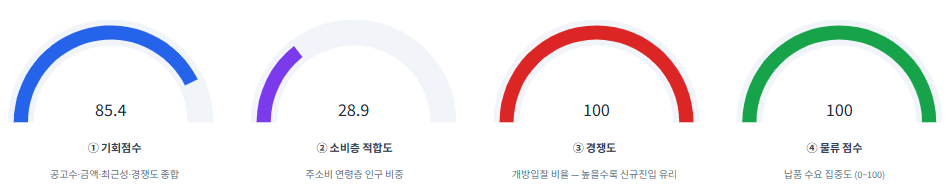 85.4
28.9
100
100
① 기회점수
② 소비층 적합도
③ 경쟁도
④ 물류 점수
공고수·금액·최근성·경쟁도 종합
주소비 연령층 인구 비중
개방입찰 비율 — 높을수록 신규진입 유리
납품 수요 집중도 (0~100)